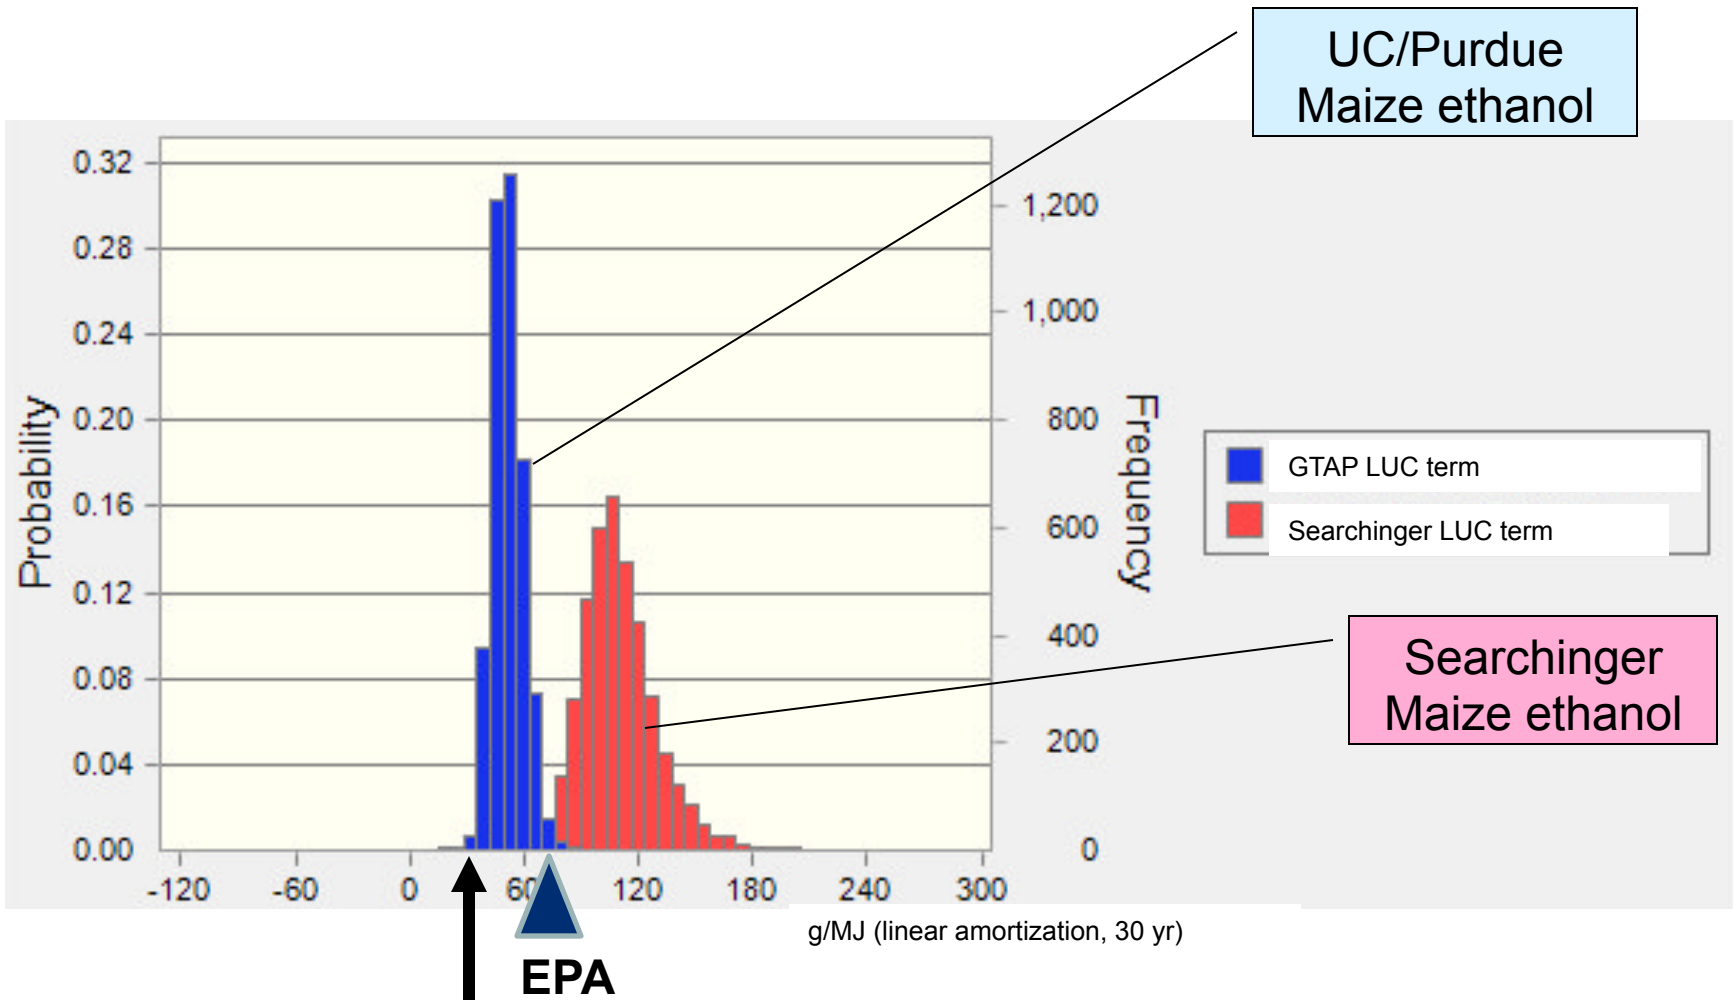 UC/Purdue
Maize ethanol
0.32
0.28
0.24
0.20
0.16
0.12
0.08
0.04
0.00
Probability
1,200
1,000
800
600
400
200
0
Frequency
GTAP LUC term
Searchinger LUC term
Searchinger
Maize ethanol
-120 -60 0 60 120 180 240 300
g/MJ (linear amortization, 30 yr)
EPA